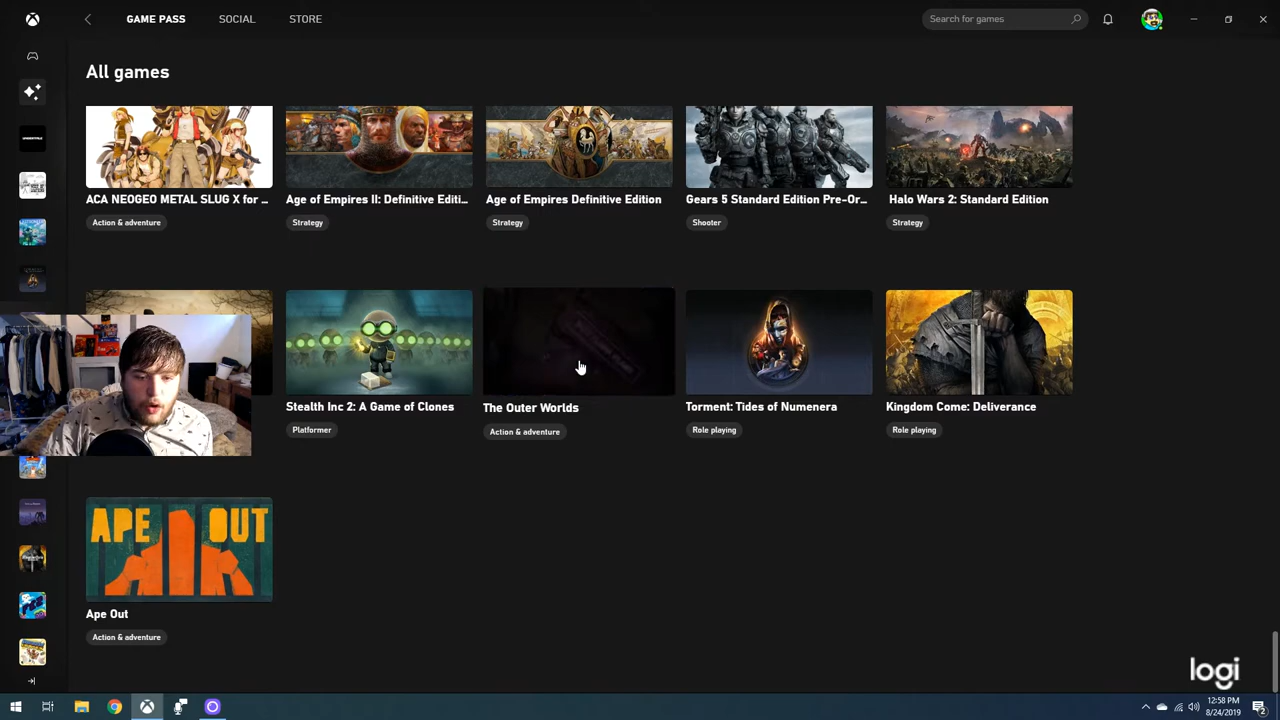 GAME PASS SOCIAL STORE Search for games
All games
ACA NEOGEO METAL SLUG X for ...
Action & adventure
Age of Empires II: Definitive Editi...
Strategy
Age of Empires Definitive Edition
Strategy
Gears 5 Standard Edition Pre-Or...
Shooter
Halo Wars 2: Standard Edition
Strategy
Stealth Inc 2: A Game of Clones
Platformer
The Outer Worlds
Action & adventure
Torment: Tides of Numenera
Role playing
Kingdom Come: Deliverance
Role playing
APE OUT
Ape Out
Action & adventure
logi
12:58 PM
8/24/2019
2